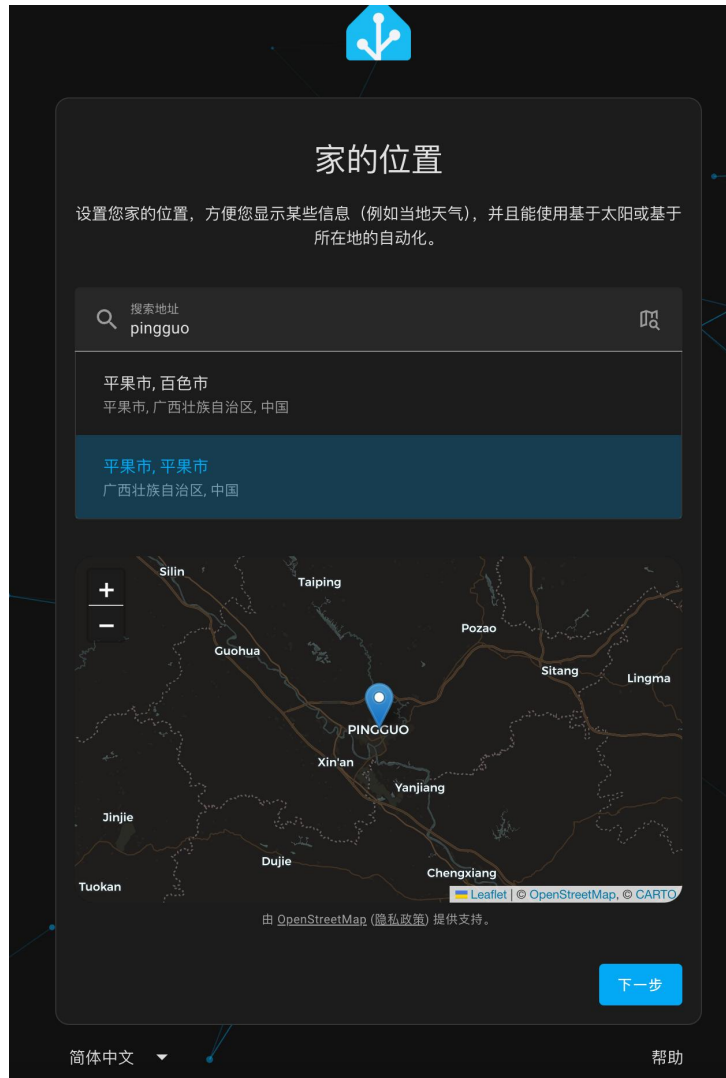 家的位置
设置您家的位置，方便您显示某些信息（例如当地天气），并且能使用基于太阳或基于
所在地的自动化。
搜索地址
pingguo
平果市, 百色市
平果市, 广西壮族自治区, 中国
平果市, 平果市
广西壮族自治区, 中国
+
−
Silin
Taiping
Pozao
Guohua
Sitang
Lingma
PINGGUO
Xin'an
Yanjiang
Jinjie
Dujie
Chengxiang
Tuokan
Leaflet | © OpenStreetMap, © CARTO
由 OpenStreetMap (隐私政策) 提供支持。
下一步
简体中文
帮助